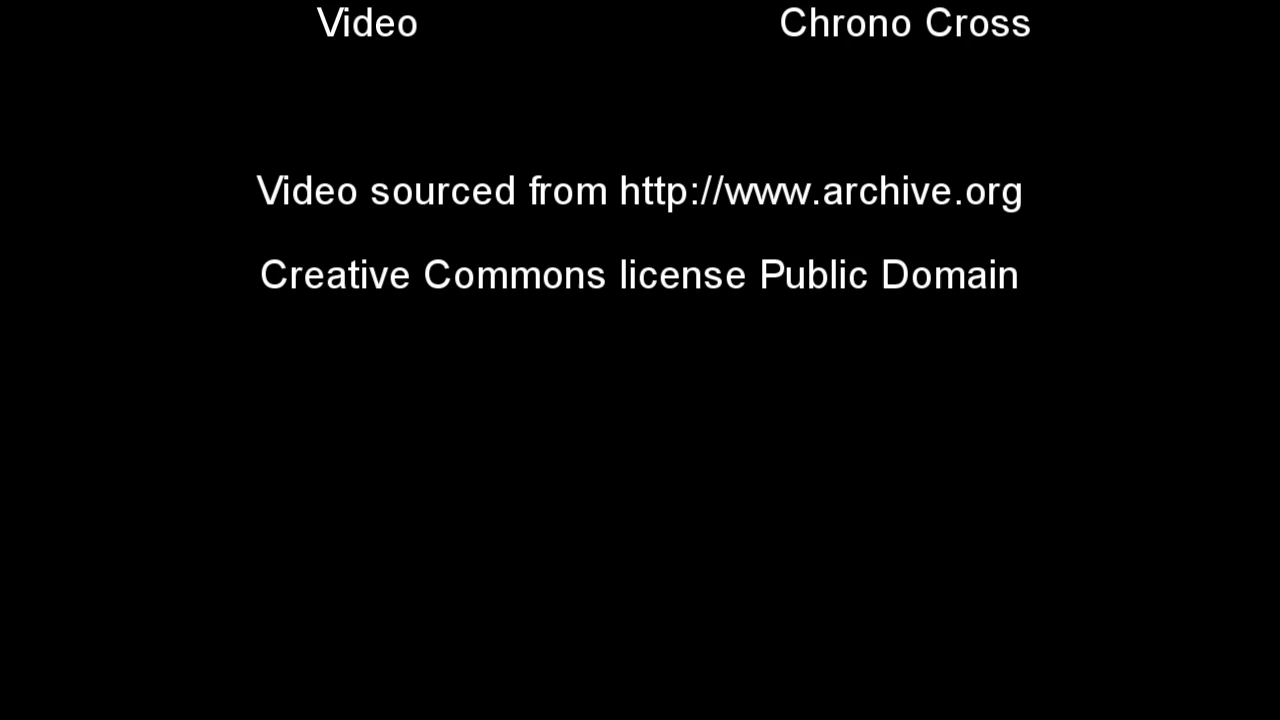 Video Chrono Cross
Video sourced from http://www.archive.org
Creative Commons license Public Domain